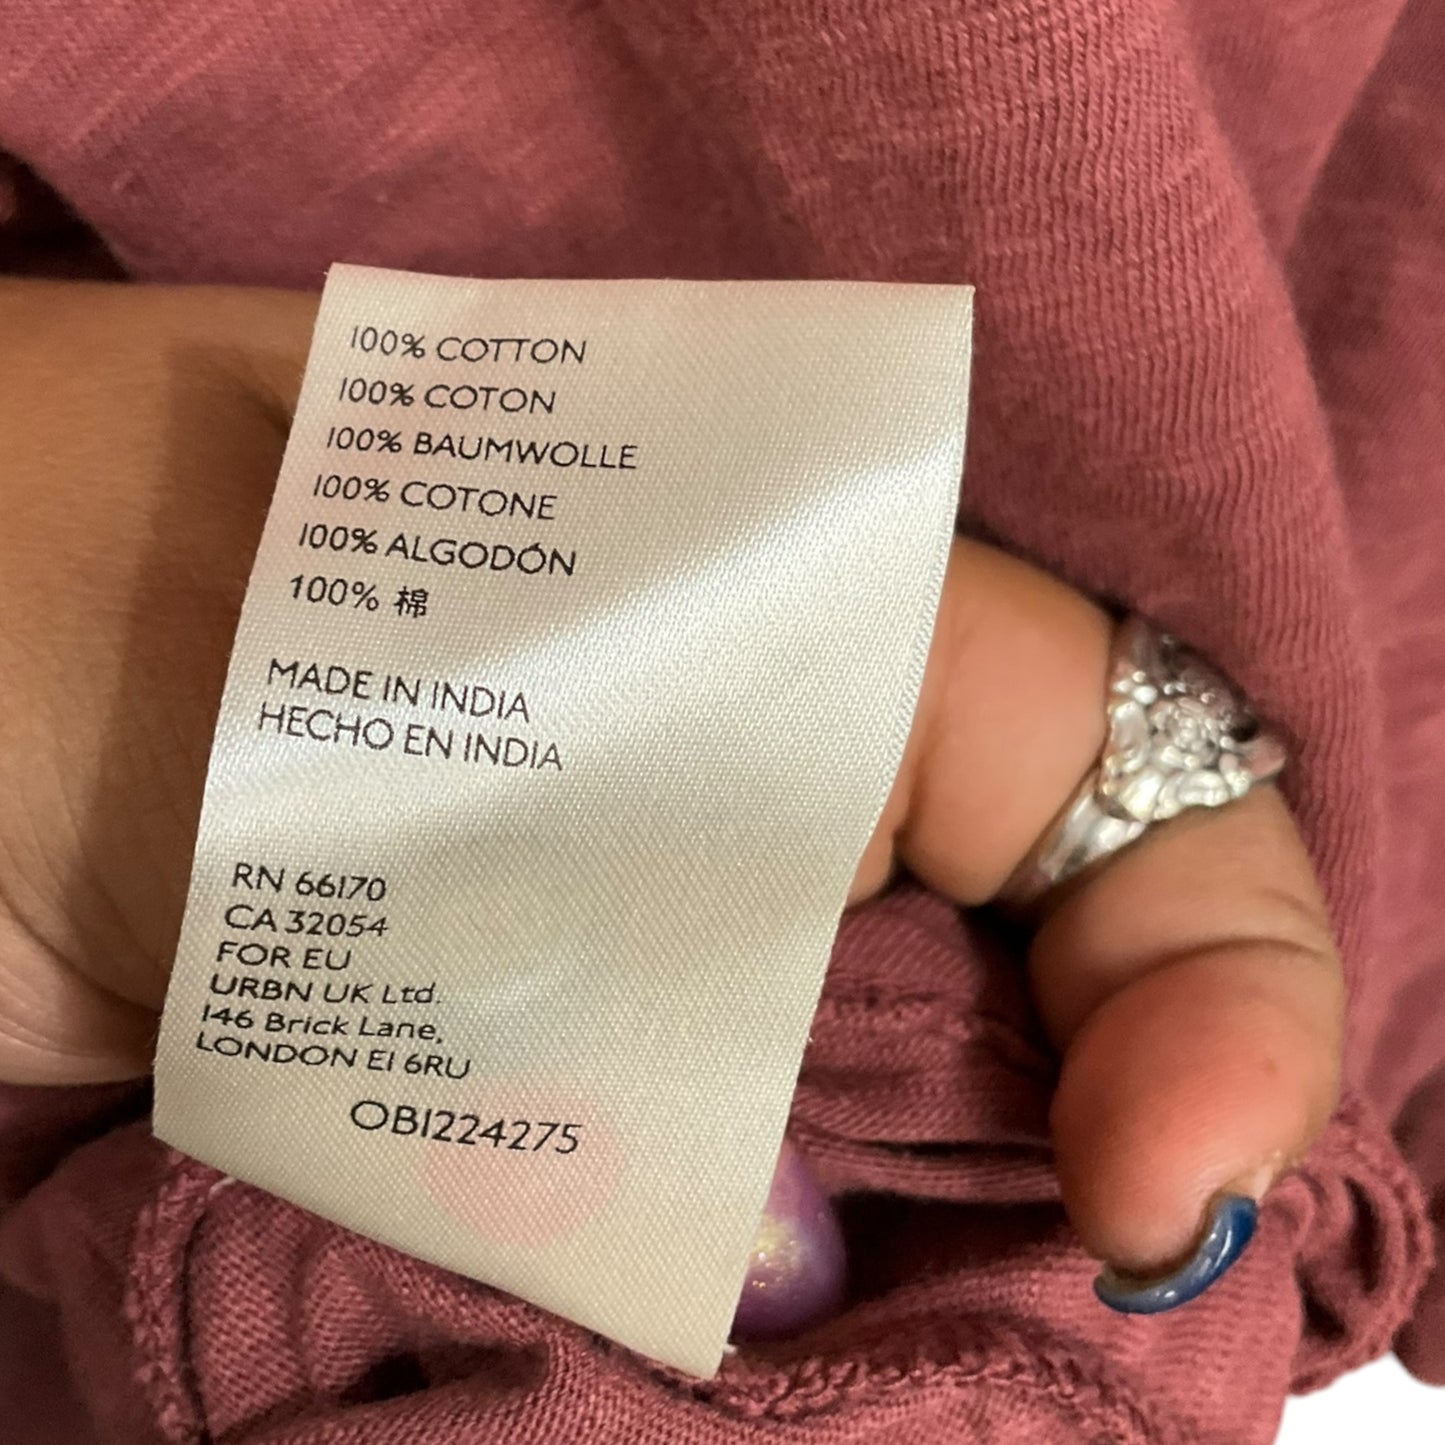 100% COTTON
100% COTON
100% BAUMWOLLE
100% COTONE
100% ALGODÓN
100% 棉
MADE IN INDIA
HECHO EN INDIA
RN 66170
CA 32054
FOR EU
URBN UK Ltd.
146 Brick Lane,
LONDON E1 6RU
OB1224275